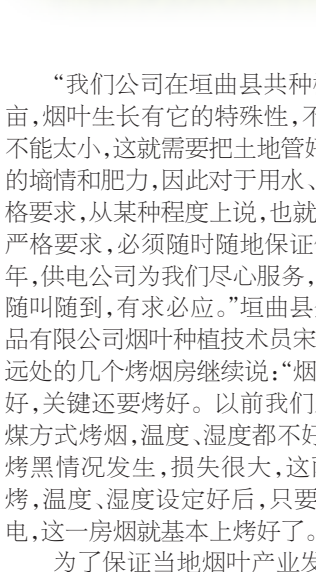 “我们公司在垣曲县共种植
亩,烟叶生长有它的特殊性,不
不能太小,这就需要把土地管好
的墒情和肥力,因此对于用水、
格要求,从某种程度上说,也就
严格要求,必须随时随地保证
年,供电公司为我们尽心服务,
随叫随到,有求必应。”垣曲县
品有限公司烟叶种植技术员宋
远处的几个烤烟房继续说:“烟
好,关键还要烤好。以前我们
煤方式烤烟,温度、湿度都不好
烤黑情况发生,损失很大,这
烤,温度、湿度设定好后,只要
电,这一房烟就基本上烤好了。
为了保证当地烟叶产业发